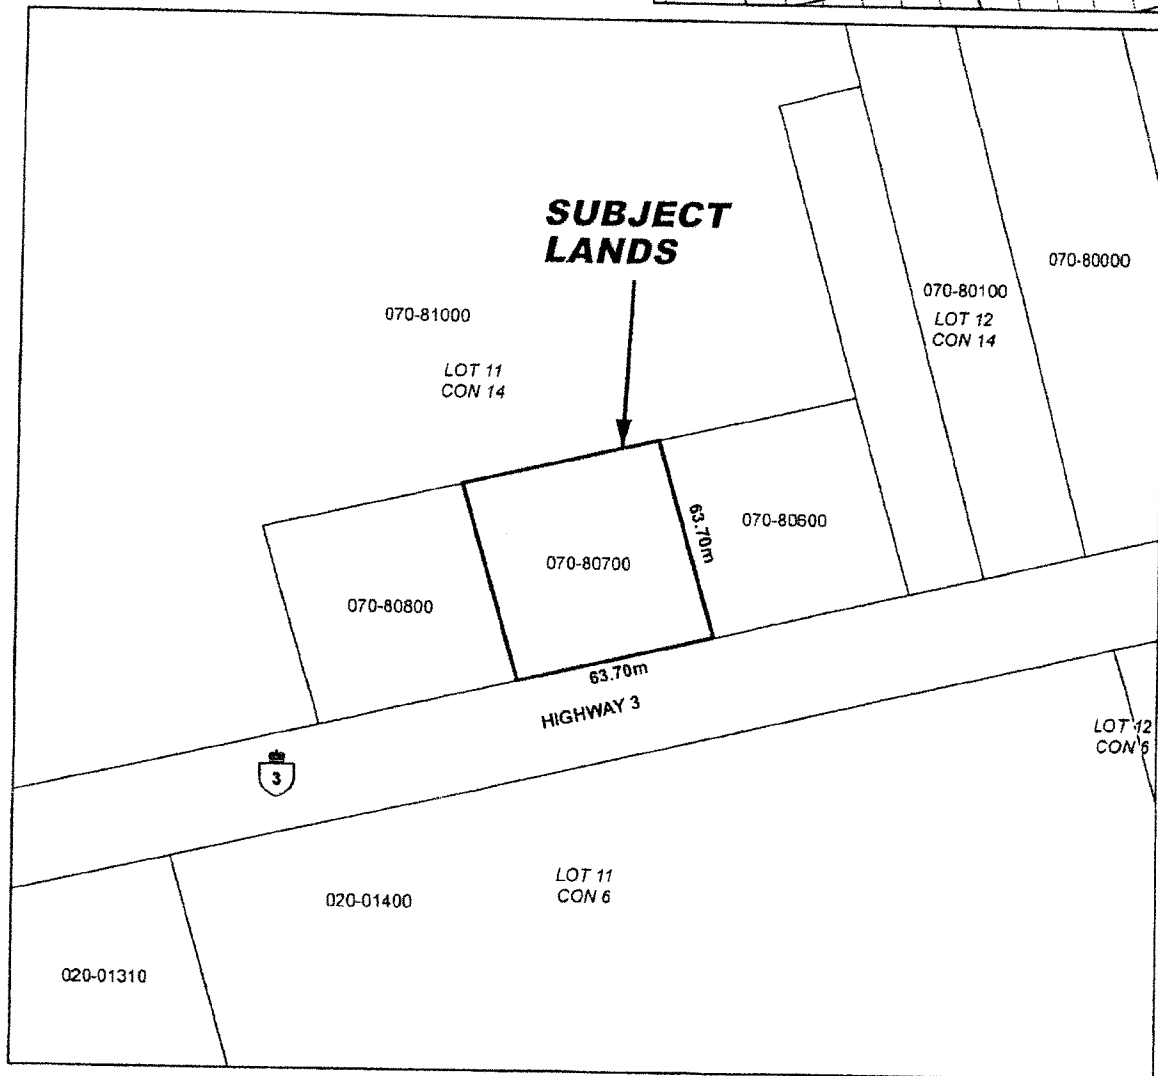 SUBJECT
LANDS
070-80000
070-80100
LOT 12
CON 14
070-81000
LOT 11
CON 14
63.70m
070-80600
070-80700
070-80800
63.70m
HIGHWAY 3
LOT 12
CON 6
3
LOT 11
CON 6
020-01400
020-01310